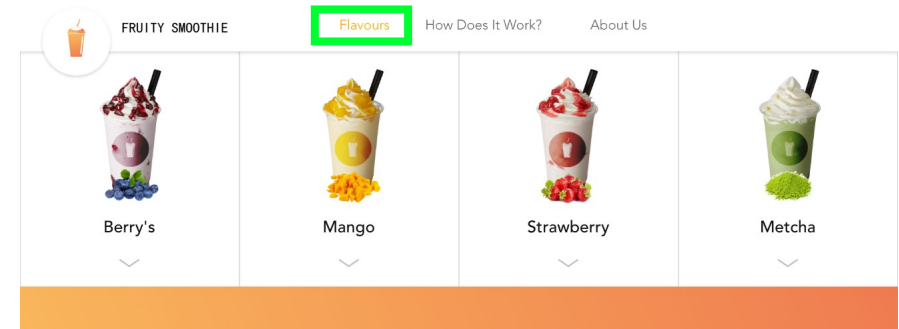 FRUITY SMOOTHIE Flavours How Does It Work? About Us
Berry's Mango Strawberry Metcha